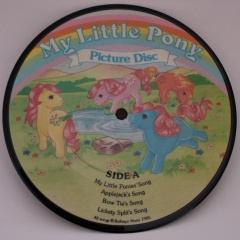 My Little Pony
Picture Disc
SIDE A
My Little Ponies' Song
Applejack's Song
Bow Tie's Song
Lickety Split's Song